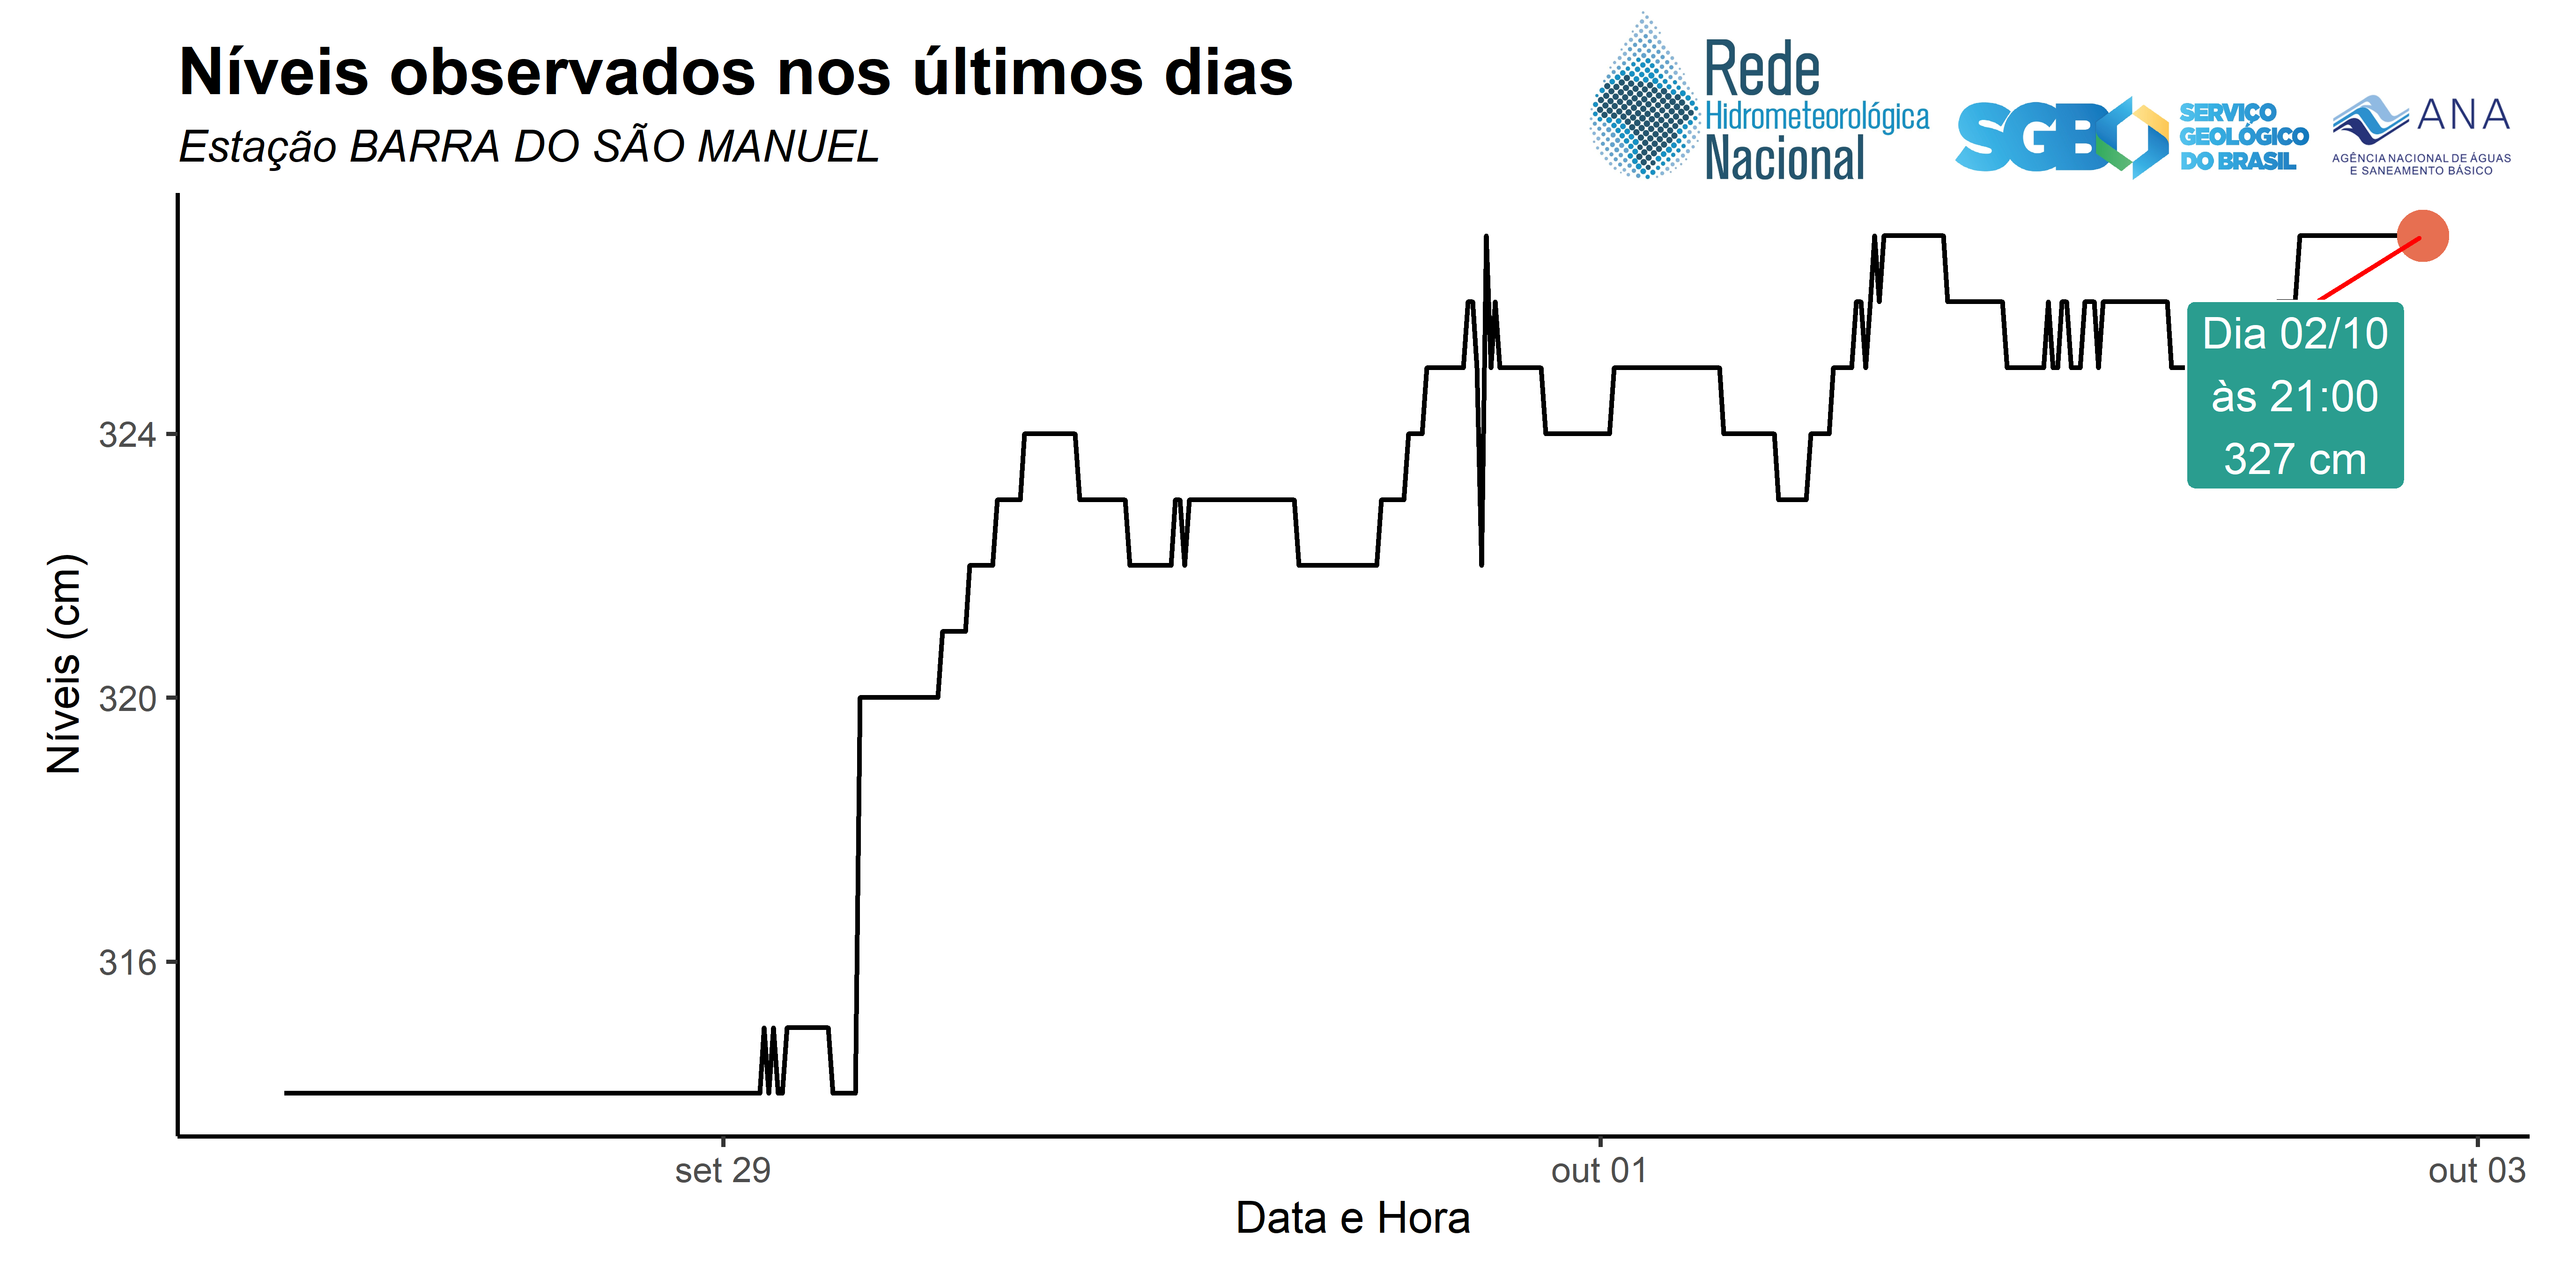 Níveis observados nos últimos dias
Estação BARRA DO SÃO MANUEL
Rede
Hidrometeorológica
Nacional
SGB
SERVIÇO
GEOLÓGICO
DO BRASIL
ANA
AGÊNCIA NACIONAL DE ÁGUAS
E SANEAMENTO BÁSICO
Dia 02/10
às 21:00
327 cm
Níveis (cm)
324
320
316
set 29
out 01
out 03
Data e Hora